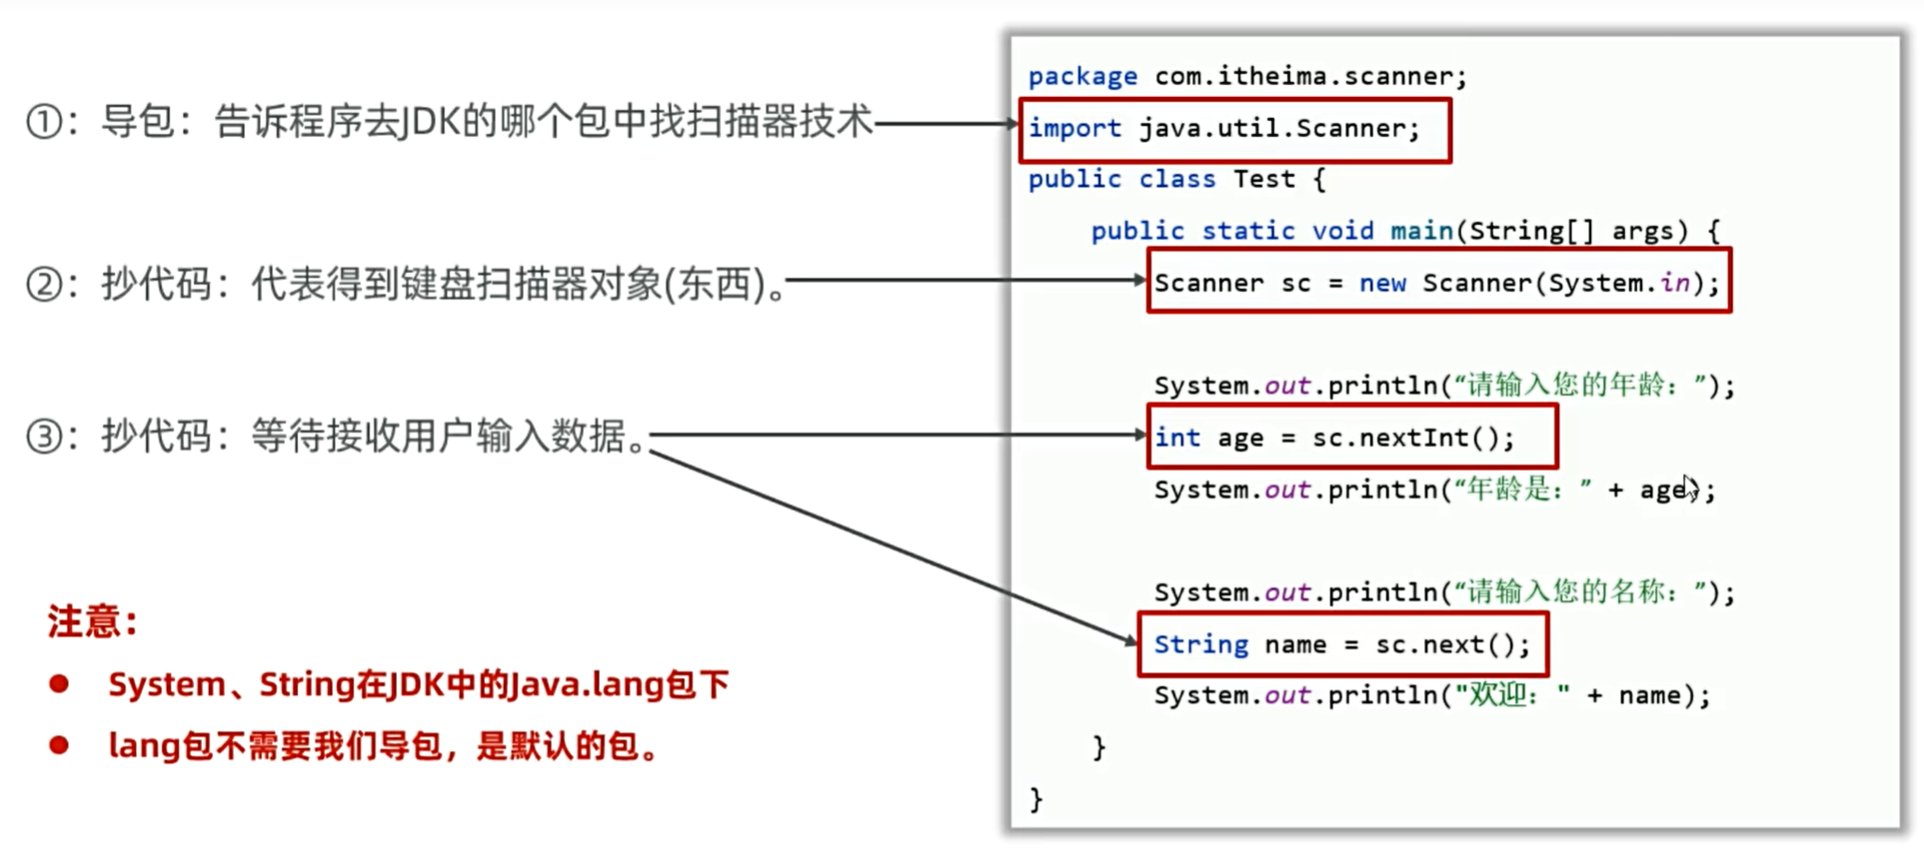 ①：导包：告诉程序去JDK的哪个包中找扫描器技术
②：抄代码：代表得到键盘扫描器对象(东西)。
③：抄代码：等待接收用户输入数据。
注意：
System、String在JDK中的Java.lang包下
lang包不需要我们导包，是默认的包。
package com.itheima.scanner;
import java.util.Scanner;
public class Test {
public static void main(String[] args) {
Scanner sc = new Scanner(System.in);
System.out.println(“请输入您的年龄：”);
int age = sc.nextInt();
System.out.println(“年龄是：” + age);
System.out.println(“请输入您的名称：”);
String name = sc.next();
System.out.println("欢迎：" + name);
}
}